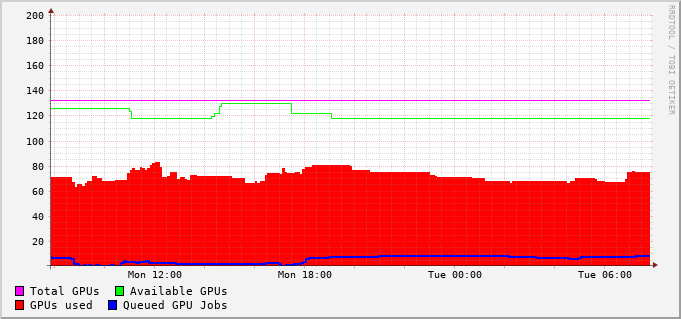 200
180
160
140
120
100
80
60
40
20
Mon 12:00 Mon 18:00 Tue 00:00 Tue 06:00
Total GPUs Available GPUs
GPUs used Queued GPU Jobs
RRDTOOL / TOBI OETIKER